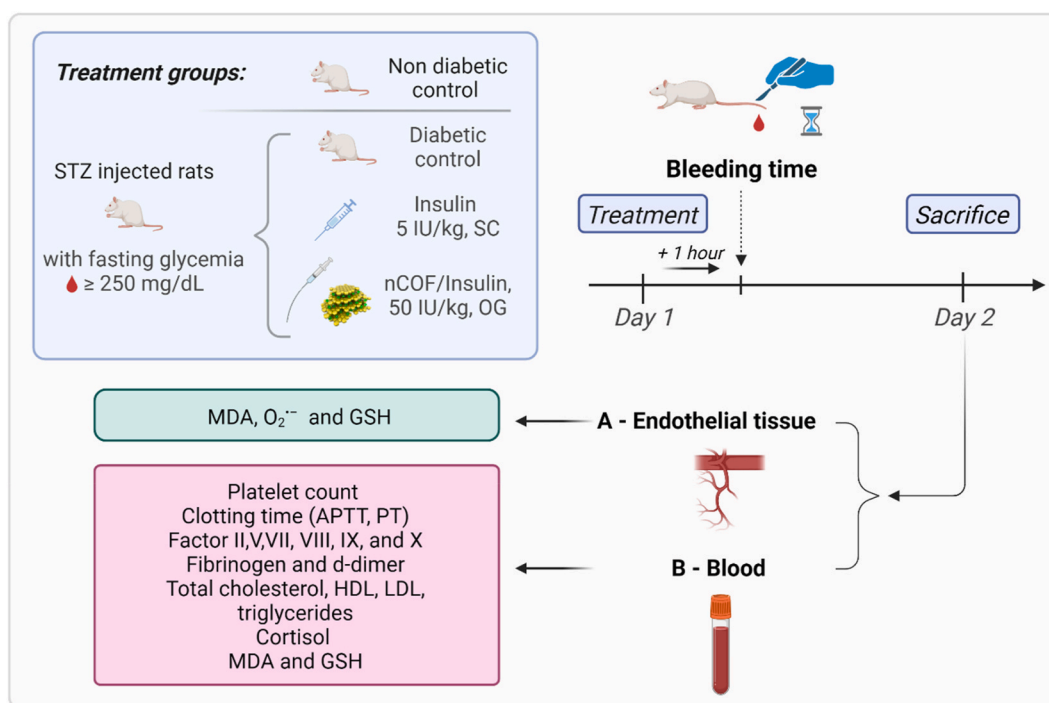 Treatment groups:
Non diabetic
control
STZ injected rats
with fasting glycemia
≥ 250 mg/dL
Diabetic
control
Insulin
5 IU/kg, SC
nCOF/Insulin,
50 IU/kg, OG
Bleeding time
Treatment
Sacrifice
+ 1 hour
Day 1
Day 2
MDA, O₂˙⁻ and GSH
A - Endothelial tissue
Platelet count
Clotting time (APTT, PT)
Factor II,V,VII, VIII, IX, and X
Fibrinogen and d-dimer
Total cholesterol, HDL, LDL,
triglycerides
Cortisol
MDA and GSH
B - Blood